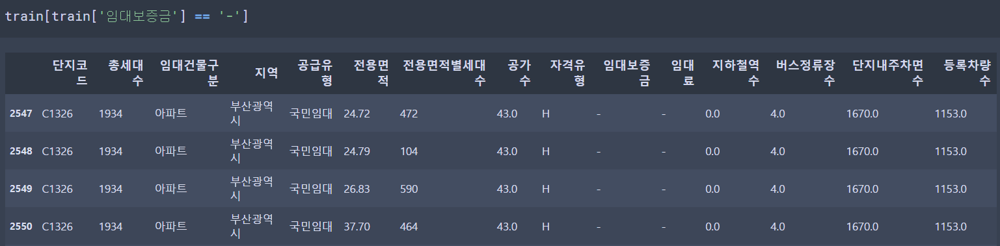 train[train['임대보증금'] == '-']
단지코드 총세대수 임대건물구분 지역 공급유형 전용면적 전용면적별세대수 공가수 자격유형 임대보증금 임대료 지하철역수 버스정류장수 단지내주차면수 등록차량수
2547 C1326 1934 아파트 부산광역시 국민임대 24.72 472 43.0 H - - 0.0 4.0 1670.0 1153.0
2548 C1326 1934 아파트 부산광역시 국민임대 24.79 104 43.0 H - - 0.0 4.0 1670.0 1153.0
2549 C1326 1934 아파트 부산광역시 국민임대 26.83 590 43.0 H - - 0.0 4.0 1670.0 1153.0
2550 C1326 1934 아파트 부산광역시 국민임대 37.70 464 43.0 H - - 0.0 4.0 1670.0 1153.0